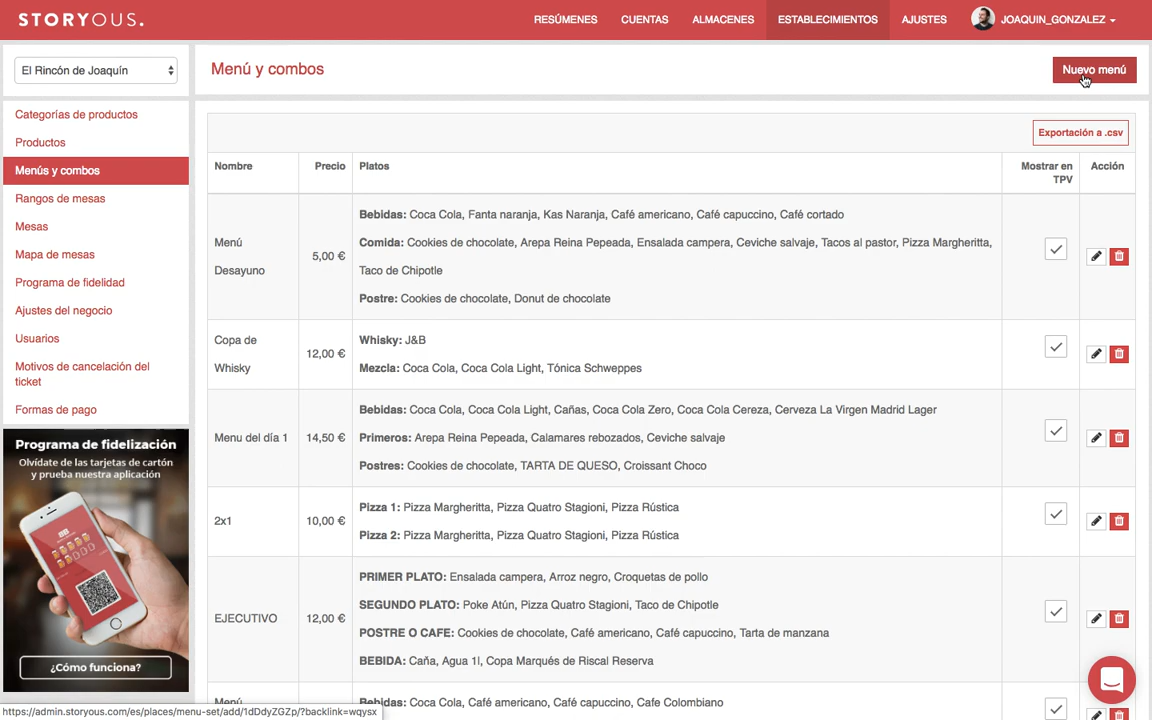 STORYOUS.
RESÚMENES CUENTAS ALMACENES ESTABLECIMIENTOS AJUSTES JOAQUIN_GONZALEZ
El Rincón de Joaquín
Menú y combos
Nuevo menú
Categorías de productos
Productos
Menús y combos
Rangos de mesas
Mesas
Mapa de mesas
Programa de fidelidad
Ajustes del negocio
Usuarios
Motivos de cancelación del
ticket
Formas de pago
Programa de fidelización
Olvídate de las tarjetas de cartón
y prueba nuestra aplicación
¿Cómo funciona?
Exportación a .csv
Nombre Precio Platos Mostrar en
TPV Acción
Menú
Desayuno
5,00 €
Bebidas: Coca Cola, Fanta naranja, Kas Naranja, Café americano, Café capuccino, Café cortado
Comida: Cookies de chocolate, Arepa Reina Pepeada, Ensalada campera, Ceviche salvaje, Tacos al pastor, Pizza Margheritta,
Taco de Chipotle
Postre: Cookies de chocolate, Donut de chocolate
Copa de
Whisky
12,00 €
Whisky: J&B
Mezcla: Coca Cola, Coca Cola Light, Tónica Schweppes
Menu del día 1
14,50 €
Bebidas: Coca Cola, Coca Cola Light, Cañas, Coca Cola Zero, Coca Cola Cereza, Cerveza La Virgen Madrid Lager
Primeros: Arepa Reina Pepeada, Calamares rebozados, Ceviche salvaje
Postres: Cookies de chocolate, TARTA DE QUESO, Croissant Choco
2x1
10,00 €
Pizza 1: Pizza Margheritta, Pizza Quatro Stagioni, Pizza Rústica
Pizza 2: Pizza Margheritta, Pizza Quatro Stagioni, Pizza Rústica
EJECUTIVO
12,00 €
PRIMER PLATO: Ensalada campera, Arroz negro, Croquetas de pollo
SEGUNDO PLATO: Poke Atún, Pizza Quatro Stagioni, Taco de Chipotle
POSTRE O CAFE: Cookies de chocolate, Café americano, Café capuccino, Tarta de manzana
BEBIDA: Caña, Agua 1l, Copa Marqués de Riscal Reserva
Menú
Bebidas: Coca Cola, Café americano, Café capuccino, Cafe Colombiano
https://admin.storyous.com/es/places/menu-set/add/1dDdyZGZp/?backlink=wqysx